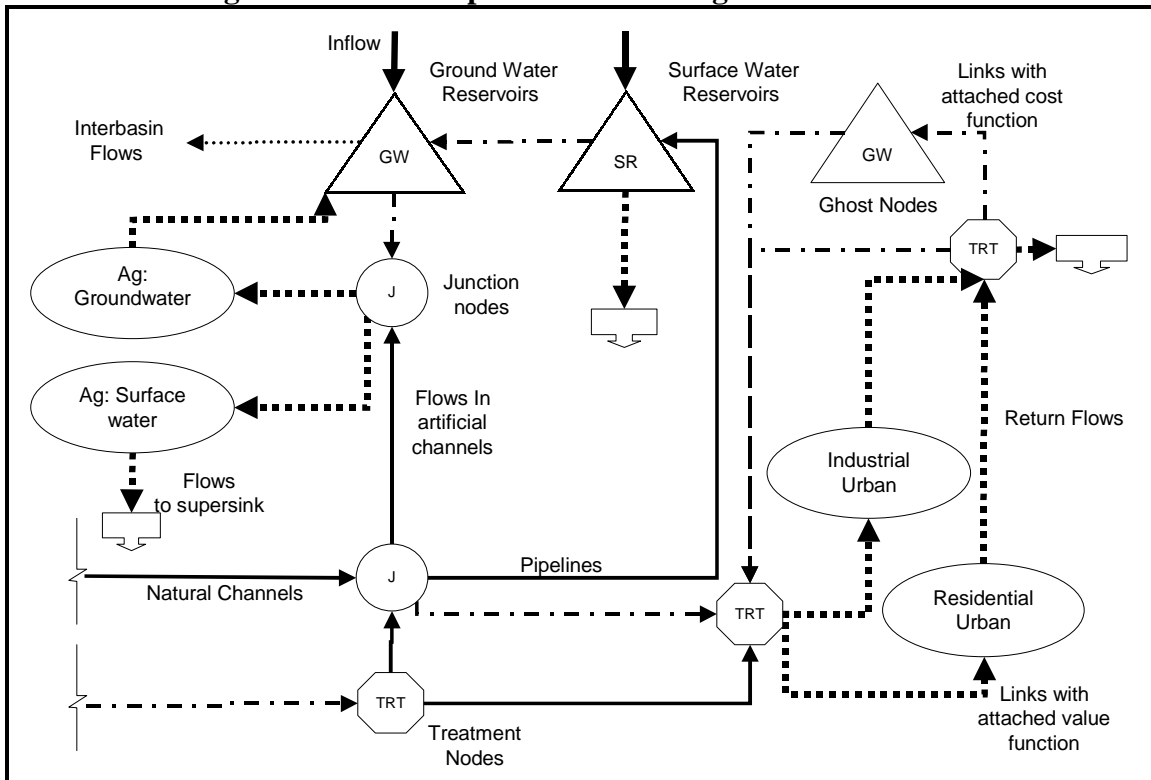 Inflow
Ground Water
Reservoirs
Surface Water
Reservoirs
Links with
attached cost
function
Interbasin
Flows
GW
SR
GW
Ghost Nodes
TRT
Ag:
Groundwater
J
Junction
nodes
Ag: Surface
water
Flows In
artificial
channels
Return Flows
Industrial
Urban
Flows
to supersink
J
Pipelines
Natural Channels
TRT
Residential
Urban
TRT
Treatment
Nodes
Links with
attached value
function